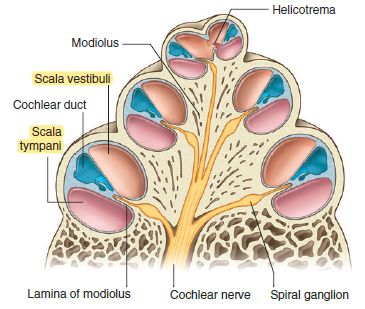 Helicotrema
Modiolus
Scala vestibuli
Cochlear duct
Scala
tympani
Lamina of modiolus
Cochlear nerve
Spiral ganglion